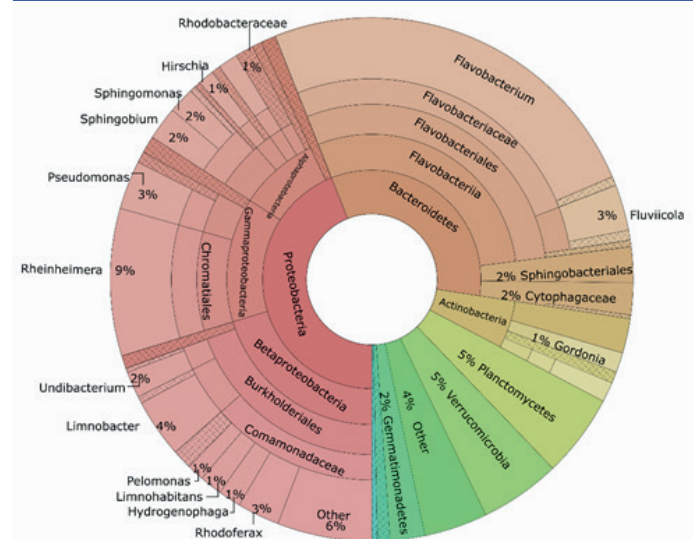 Rhodobacteraceae
1%
Hirschia
1%
Sphingomonas
2%
Sphingobium
2%
Pseudomonas
3%
Rheinheimera
9%
Undibacterium
2%
Limnobacter
4%
Pelomonas
1%
Limnohabitans
1%
Hydrogenophaga
1%
Rhodoferax
3%
Other
6%
Comamonadaceae
Burkholderiales
Betaproteobacteria
Chromatiales
Gammaproteobacteria
Alphaproteobacteria
Proteobacteria
Flavobacterium
Flavobacteriaceae
Flavobacteriales
Flavobacteriia
Bacteroidetes
3%
Fluviicola
2% Sphingobacteriales
2% Cytophagaceae
Actinobacteria
1% Gordonia
5% Planctomycetes
5% Verrucomicrobia
4% Other
2% Gemmatimonadetes